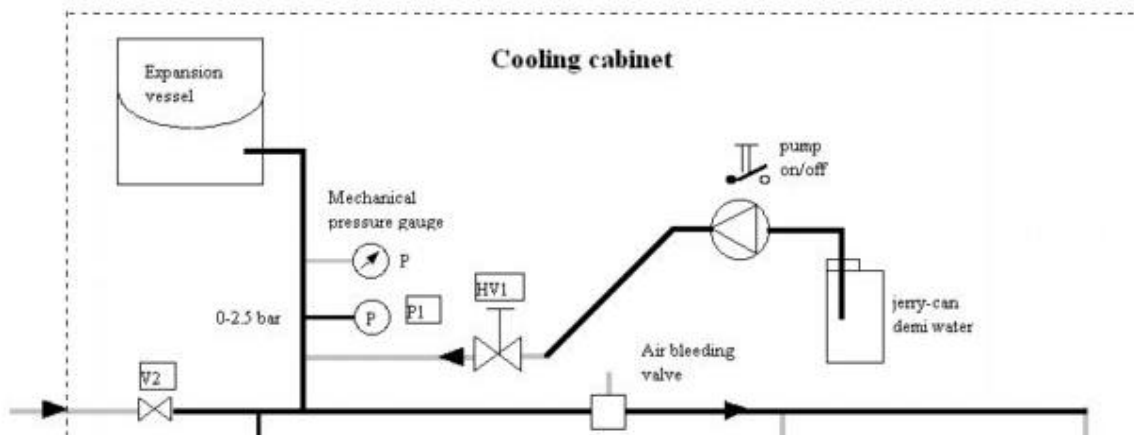 Cooling cabinet
Expansion
vessel
pump
on/off
Mechanical
pressure gauge
P
HV1
P1
P
0-2.5 bar
jerry-can
demi water
Air bleeding
valve
V2